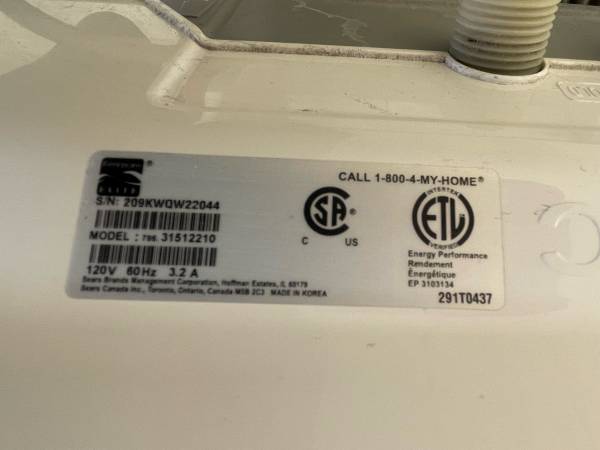 Kenmore ®
elite
S/N: 209KWQW22044
MODEL : 796. 31512210
120V 60Hz 3.2 A
Sears Brands Management Corporation, Hoffman Estates, IL 60179
Sears Canada Inc., Toronto, Ontario, Canada M5B 2C3 MADE IN KOREA
CALL 1-800-4-MY-HOME®
SA ®
C US
INTERTEK
ETL
VERIFIED
Energy Performance
Rendement
Énergétique
EP 3103134
291T0437